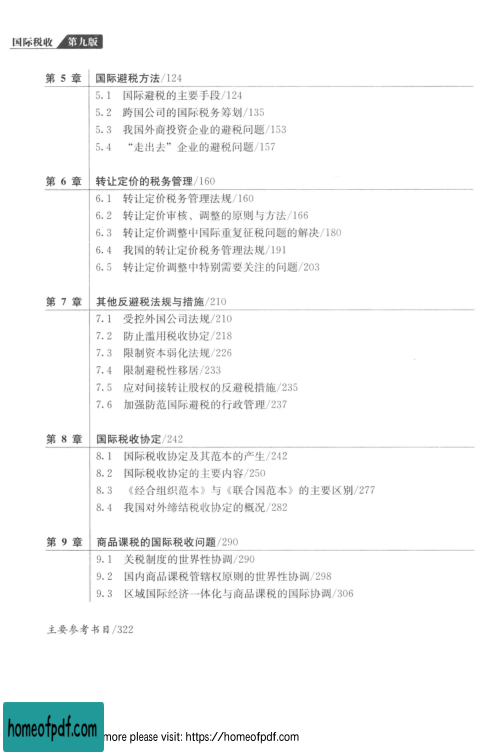 国际税收 第九版
第 5 章 国际避税方法/124
5.1 国际避税的主要手段/124
5.2 跨国公司的国际税务筹划/135
5.3 我国外商投资企业的避税问题/153
5.4 “走出去”企业的避税问题/157
第 6 章 转让定价的税务管理/160
6.1 转让定价税务管理法规/160
6.2 转让定价审核、调整的原则与方法/166
6.3 转让定价调整中国际重复征税问题的解决/180
6.4 我国的转让定价税务管理法规/191
6.5 转让定价调整中特别需要关注的问题/203
第 7 章 其他反避税法规与措施/210
7.1 受控外国公司法规/210
7.2 防止滥用税收协定/218
7.3 限制资本弱化法规/226
7.4 限制避税性移居/233
7.5 应对间接转让股权的反避税措施/235
7.6 加强防范国际避税的行政管理/237
第 8 章 国际税收协定/242
8.1 国际税收协定及其范本的产生/242
8.2 国际税收协定的主要内容/250
8.3 《经合组织范本》与《联合国范本》的主要区别/277
8.4 我国对外缔结税收协定的概况/282
第 9 章 商品课税的国际税收问题/290
9.1 关税制度的世界性协调/290
9.2 国内商品课税管辖权原则的世界性协调/298
9.3 区域国际经济一体化与商品课税的国际协调/306
主要参考书目/322
homeofpdf.com more please visit: https://homeofpdf.com